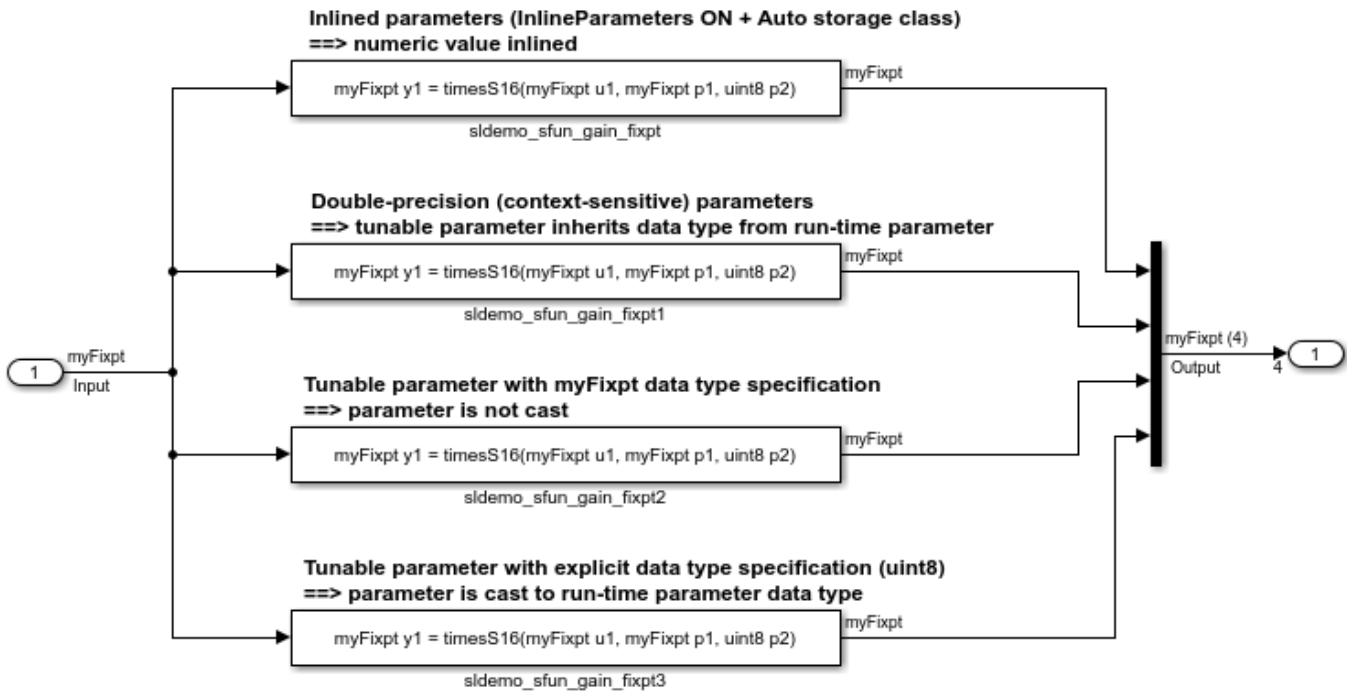 Inlined parameters (InlineParameters ON + Auto storage class)
==> numeric value inlined
myFixpt y1 = timesS16(myFixpt u1, myFixpt p1, uint8 p2)
myFixpt
sldemo_sfun_gain_fixpt
Double-precision (context-sensitive) parameters
==> tunable parameter inherits data type from run-time parameter
myFixpt y1 = timesS16(myFixpt u1, myFixpt p1, uint8 p2)
myFixpt
sldemo_sfun_gain_fixpt1
1
myFixpt
Input
myFixpt (4)
Output
4
1
Tunable parameter with myFixpt data type specification
==> parameter is not cast
myFixpt y1 = timesS16(myFixpt u1, myFixpt p1, uint8 p2)
myFixpt
sldemo_sfun_gain_fixpt2
Tunable parameter with explicit data type specification (uint8)
==> parameter is cast to run-time parameter data type
myFixpt y1 = timesS16(myFixpt u1, myFixpt p1, uint8 p2)
myFixpt
sldemo_sfun_gain_fixpt3